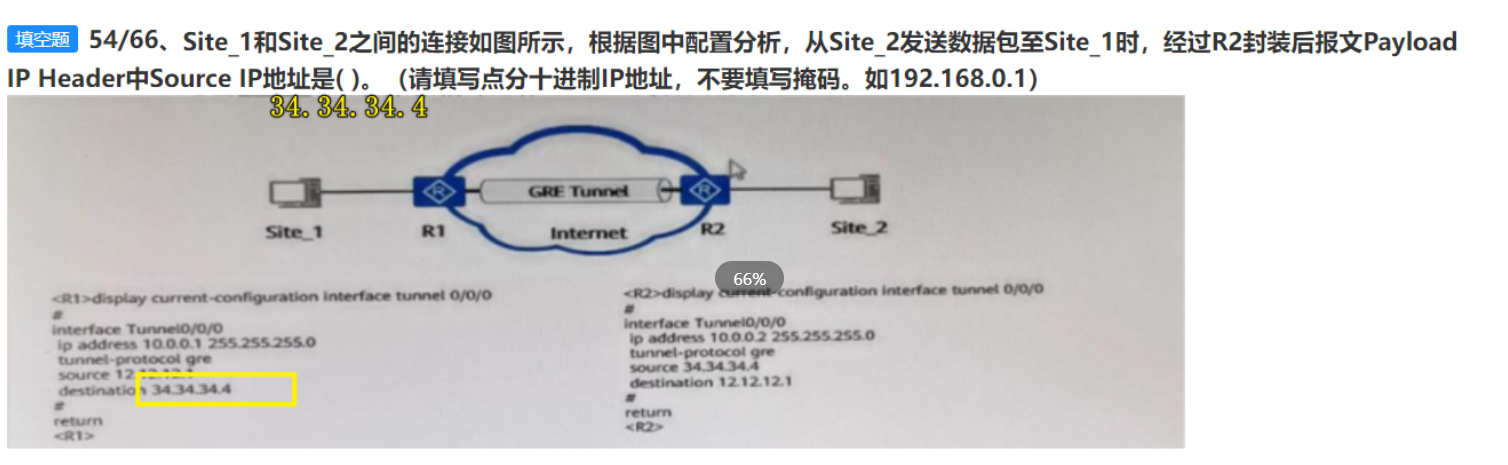 填空题 54/66、Site_1和Site_2之间的连接如图所示，根据图中配置分析，从Site_2发送数据包至Site_1时，经过R2封装后报文Payload
IP Header中Source IP地址是( )。（请填写点分十进制IP地址，不要填写掩码。如192.168.0.1）
34.34.34.4
GRE Tunnel
Site_1
R1
Internet
R2
Site_2
66%
<R1>display current-configuration interface tunnel 0/0/0
#
interface Tunnel0/0/0
ip address 10.0.0.1 255.255.255.0
tunnel-protocol gre
source 12.12.12.1
destination 34.34.34.4
#
return
<R1>
<R2>display current-configuration interface tunnel 0/0/0
#
interface Tunnel0/0/0
ip address 10.0.0.2 255.255.255.0
tunnel-protocol gre
source 34.34.34.4
destination 12.12.12.1
#
return
<R2>